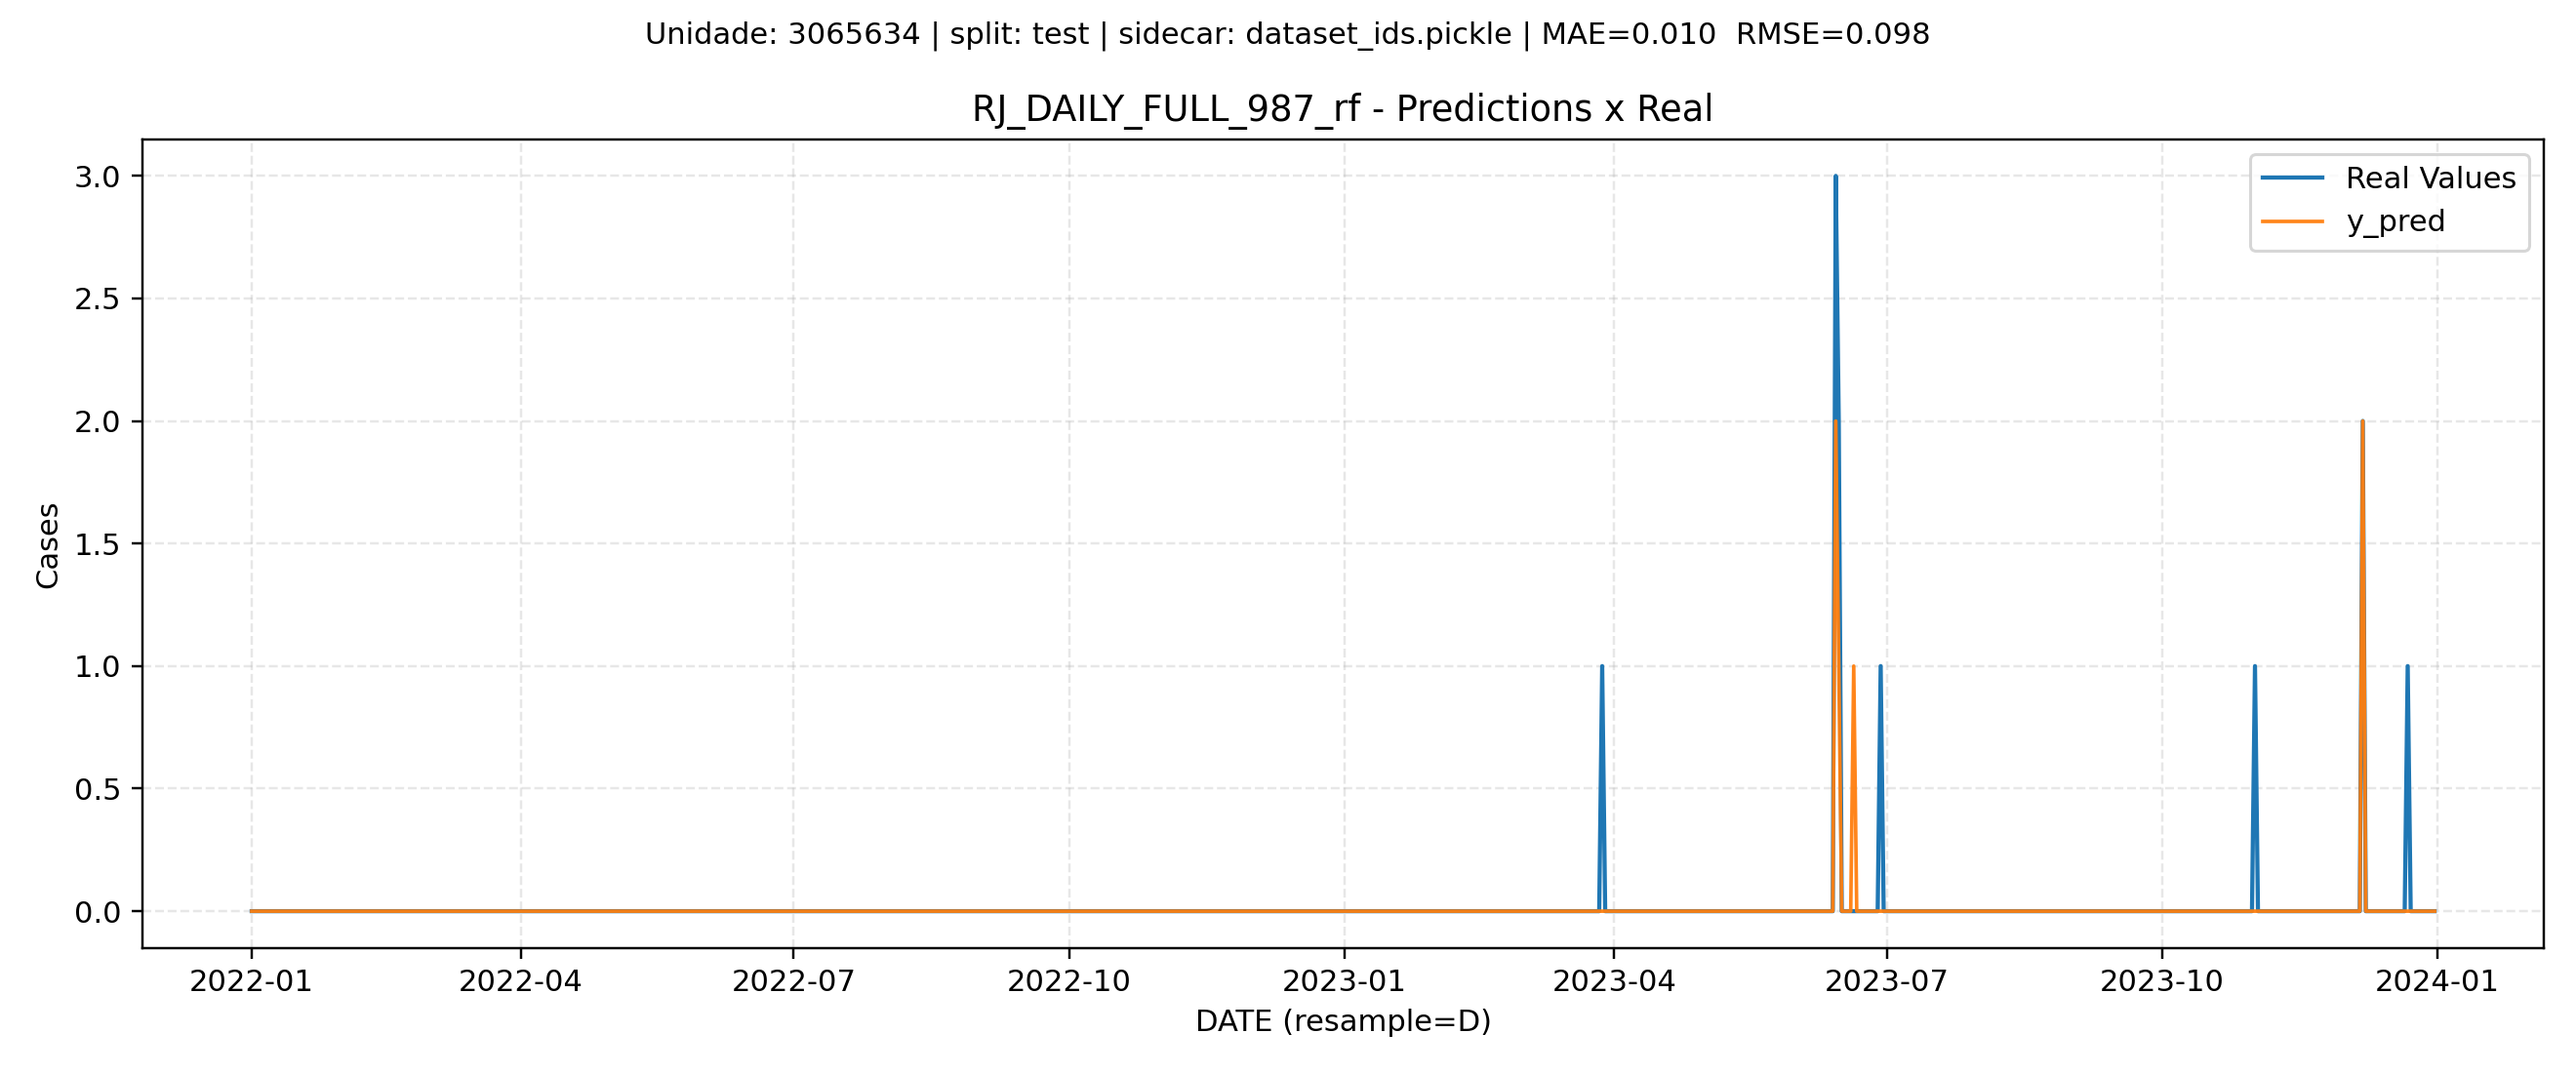 Unidade: 3065634 | split: test | sidecar: dataset_ids.pickle | MAE=0.010  RMSE=0.098
RJ_DAILY_FULL_987_rf - Predictions x Real
Real Values
y_pred
3.0
2.5
2.0
1.5
1.0
0.5
0.0
Cases
2022-01 2022-04 2022-07 2022-10 2023-01 2023-04 2023-07 2023-10 2024-01
DATE (resample=D)